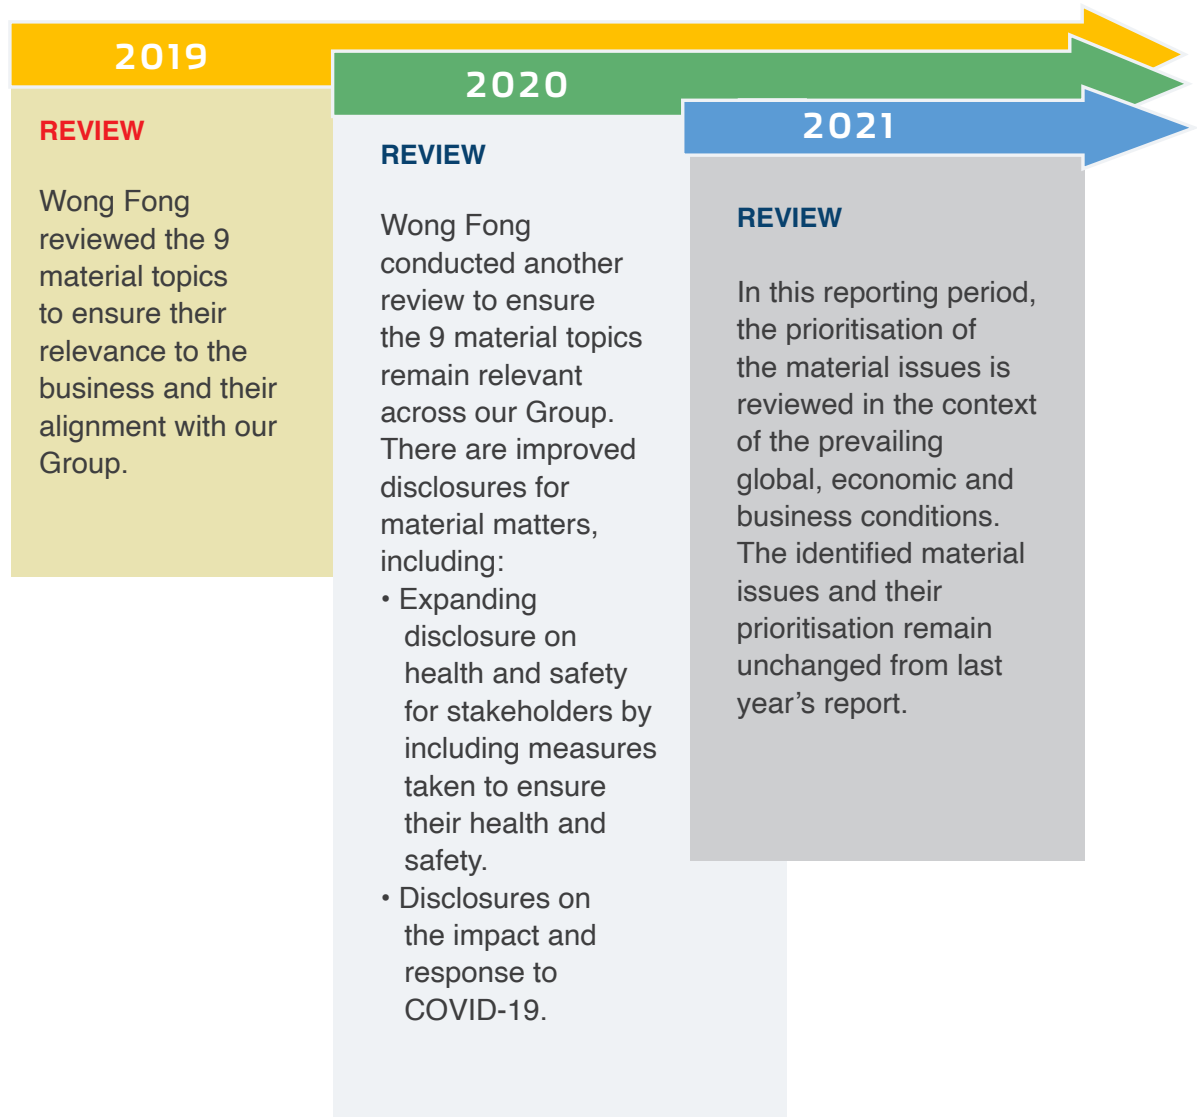 2019
REVIEW
Wong Fong
reviewed the 9
material topics
to ensure their
relevance to the
business and their
alignment with our
Group.
2020
REVIEW
Wong Fong
conducted another
review to ensure
the 9 material topics
remain relevant
across our Group.
There are improved
disclosures for
material matters,
including:
• Expanding
disclosure on
health and safety
for stakeholders by
including measures
taken to ensure
their health and
safety.
• Disclosures on
the impact and
response to
COVID-19.
2021
REVIEW
In this reporting period,
the prioritisation of
the material issues is
reviewed in the context
of the prevailing
global, economic and
business conditions.
The identified material
issues and their
prioritisation remain
unchanged from last
year’s report.